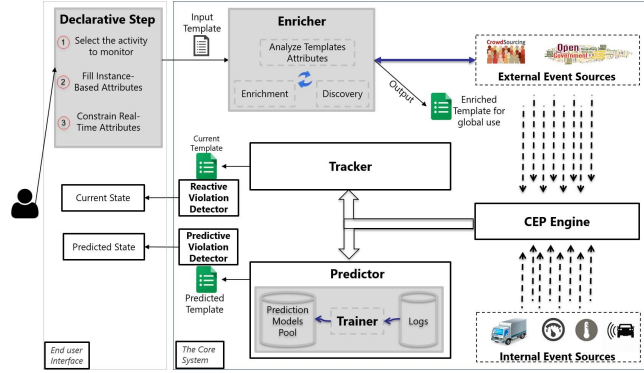 Declarative Step
1 Select the activity
to monitor
2 Fill Instance-
Based Attributes
3 Constrain Real-
Time Attributes
Input
Template
Enricher
Analyze Templates
Attributes
Enrichment
Discovery
Output
Enriched
Template for
global use
CrowdSourcing
Open
Government
External Event Sources
Current
Template
Tracker
Current State
Reactive
Violation
Detector
CEP Engine
Predicted State
Predictive
Violation
Detector
Predicted
Template
Predictor
Prediction
Models
Pool
Trainer
Logs
Internal Event Sources
End user
Interface
The Core
System